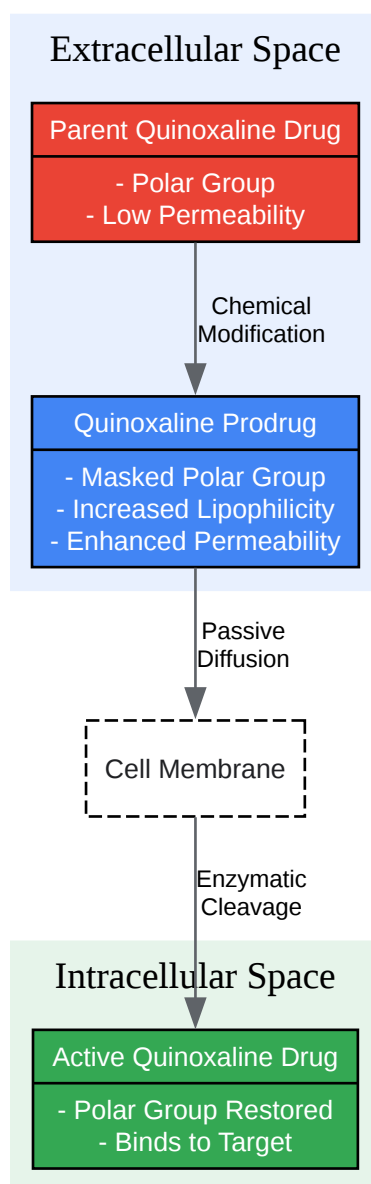 Extracellular Space
Parent Quinoxaline Drug
- Polar Group
- Low Permeability
Chemical
Modification
Quinoxaline Prodrug
- Masked Polar Group
- Increased Lipophilicity
- Enhanced Permeability
Passive
Diffusion
Cell Membrane
Enzymatic
Cleavage
Intracellular Space
Active Quinoxaline Drug
- Polar Group Restored
- Binds to Target